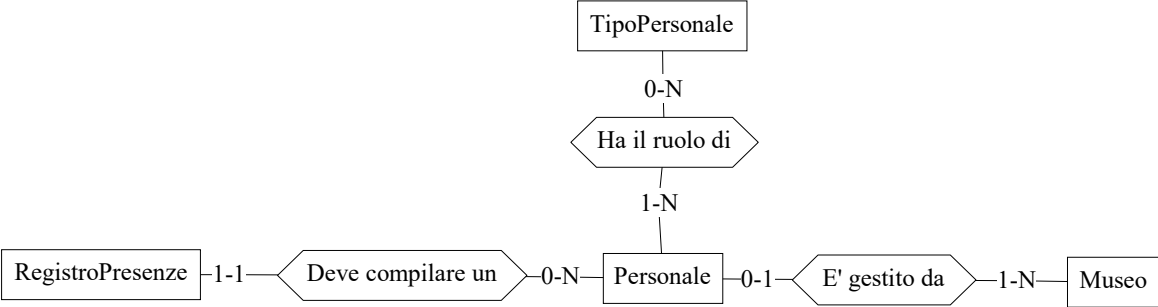 TipoPersonale
0-N
Ha il ruolo di
1-N
RegistroPresenze 1-1 Deve compilare un 0-N Personale 0-1 E' gestito da 1-N Museo